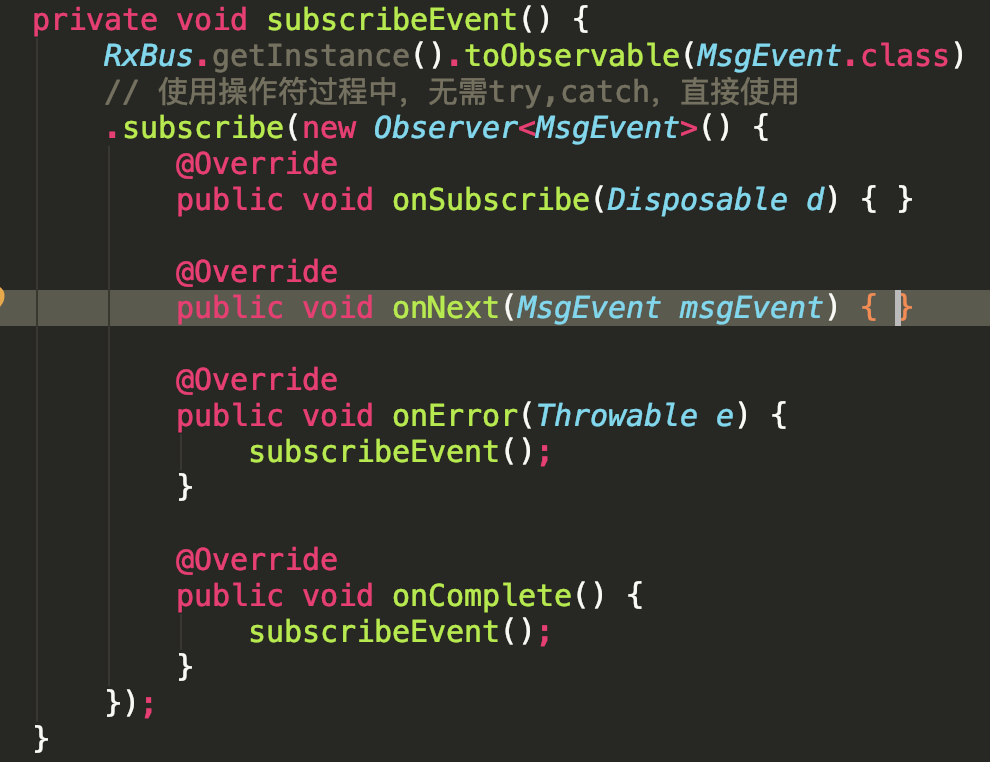 private void subscribeEvent() {
RxBus.getInstance().toObservable(MsgEvent.class)
// 使用操作符过程中，无需try,catch，直接使用
.subscribe(new Observer<MsgEvent>() {
@Override
public void onSubscribe(Disposable d) { }
@Override
public void onNext(MsgEvent msgEvent) { }
@Override
public void onError(Throwable e) {
subscribeEvent();
}
@Override
public void onComplete() {
subscribeEvent();
}
});
}